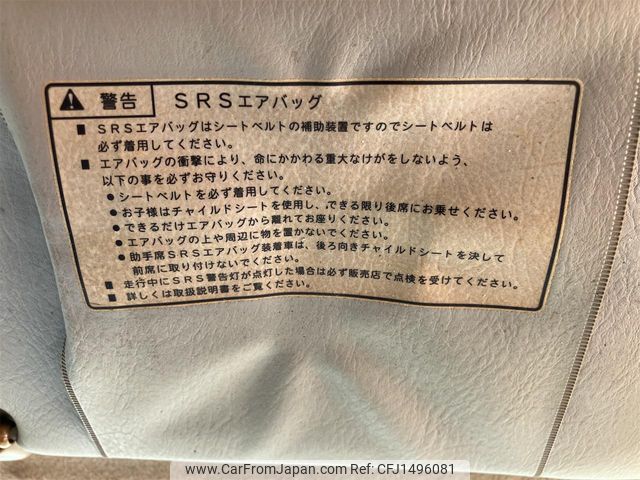 警告 SRSエアバッグ
■ SRSエアバッグはシートベルトの補助装置ですのでシートベルトは
必ず着用してください。
■ エアバッグの衝撃により、命にかかわる重大なけがをしないよう、
以下の事を必ずお守りください。
● シートベルトを必ず着用してください。
● お子様はチャイルドシートを使用し、できる限り後席にお乗せください。
● できるだけエアバッグから離れてお座りください。
● エアバッグの上や周辺に物を置かないでください。
● 助手席SRSエアバッグ装着車は、後ろ向きチャイルドシートを決して
前席に取り付けないでください。
■ 走行中にSRS警告灯が点灯した場合は必ず販売店で点検を受けてください。
■ 詳しくは取扱説明書をご覧ください。
www.CarFromJapan.com - CFJ1496081